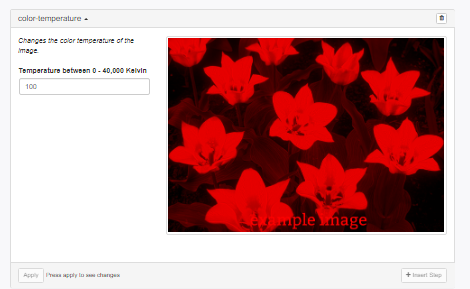 color-temperature
Changes the color temperature of the
image.
Temperature between 0 - 40,000 Kelvin
100
example image
Apply Press apply to see changes
+ Insert Step